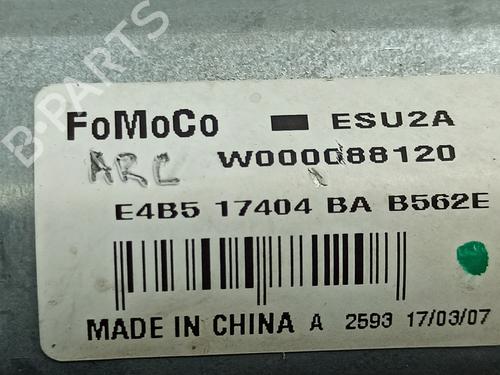 B-PARTS
FoMoCo ESU2A
ARC W000088120
E4B5 17404 BA B562E
MADE IN CHINA A 2593 17/03/07